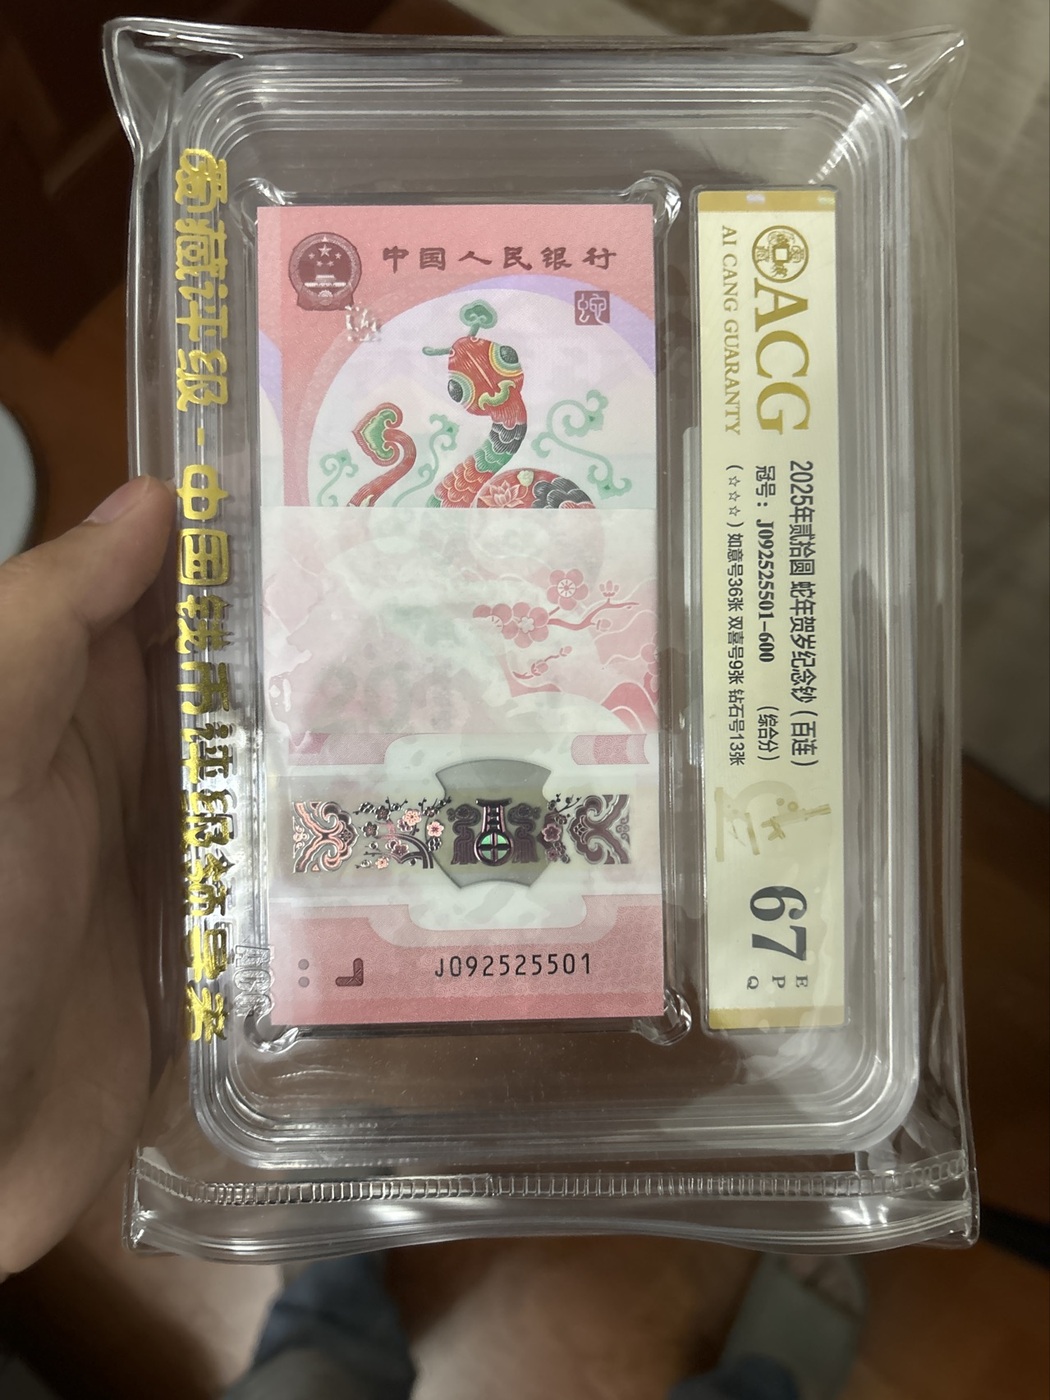 爱藏评级 - 中国钱币评级领导者
中国人民银行
J092525501
ACG
AI CANG GUARANTY
2025年贰拾圆 蛇年贺岁纪念钞（百连）
冠号：J092525501-600 （综合分）
（☆☆☆）如意号36张 双喜号9张 钻石号13张
67
E
P
Q